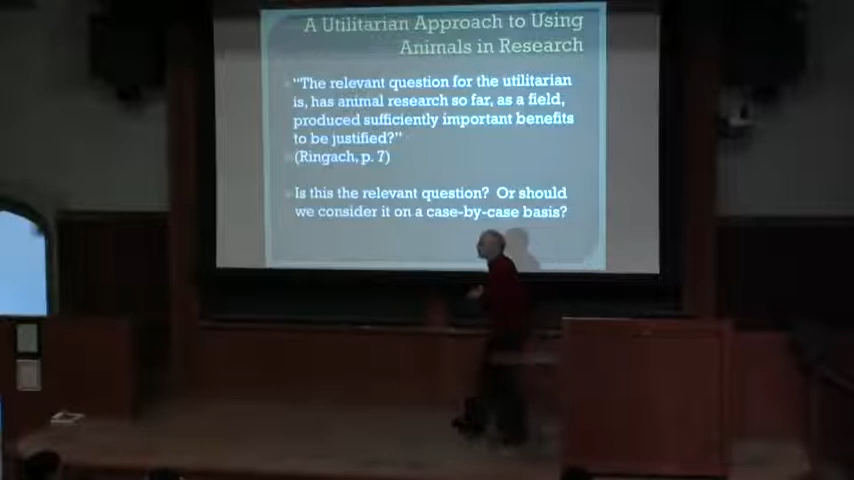 A Utilitarian Approach to Using
Animals in Research
"The relevant question for the utilitarian
is, has animal research so far, as a field,
produced sufficiently important benefits
to be justified?"
(Ringach, p. 7)
Is this the relevant question? Or should
we consider it on a case-by-case basis?